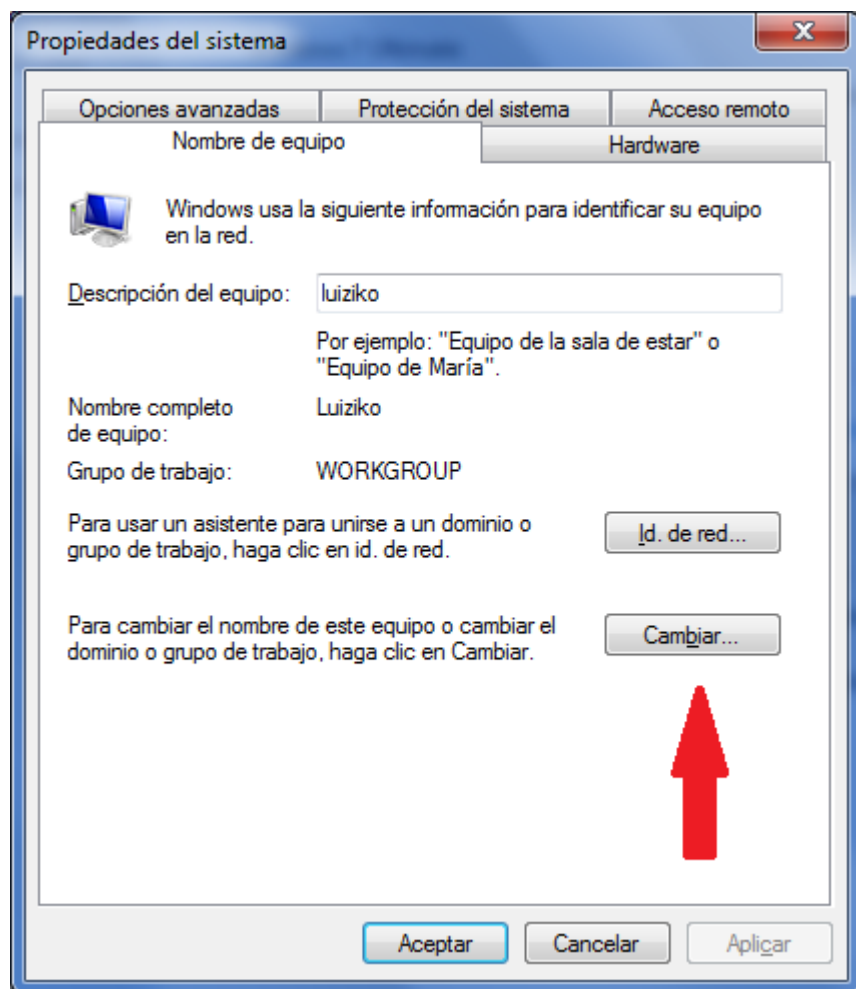 Propiedades del sistema
Opciones avanzadas
Protección del sistema
Acceso remoto
Nombre de equipo
Hardware
Windows usa la siguiente información para identificar su equipo
en la red.
Descripción del equipo:
luiziko
Por ejemplo: "Equipo de la sala de estar" o
"Equipo de María".
Nombre completo
de equipo:
Luiziko
Grupo de trabajo:
WORKGROUP
Para usar un asistente para unirse a un dominio o
grupo de trabajo, haga clic en id. de red.
Id. de red...
Para cambiar el nombre de este equipo o cambiar el
dominio o grupo de trabajo, haga clic en Cambiar.
Cambiar...
Aceptar
Cancelar
Aplicar